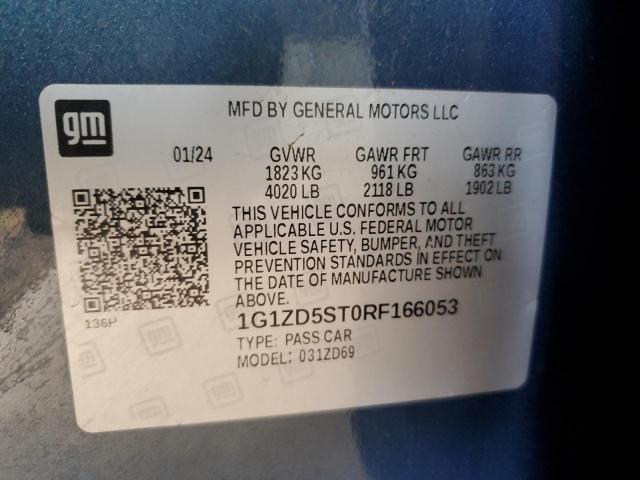 gm
MFD BY GENERAL MOTORS LLC
01/24 GVWR GAWR FRT GAWR RR
1823 KG 961 KG 863 KG
4020 LB 2118 LB 1902 LB
THIS VEHICLE CONFORMS TO ALL
APPLICABLE U.S. FEDERAL MOTOR
VEHICLE SAFETY, BUMPER, AND THEFT
PREVENTION STANDARDS IN EFFECT ON
THE DATE OF MANUFACTURE SHOWN
ABOVE.
136H
1G1ZD5ST0RF166053
TYPE: PASS CAR
MODEL: 031ZD69